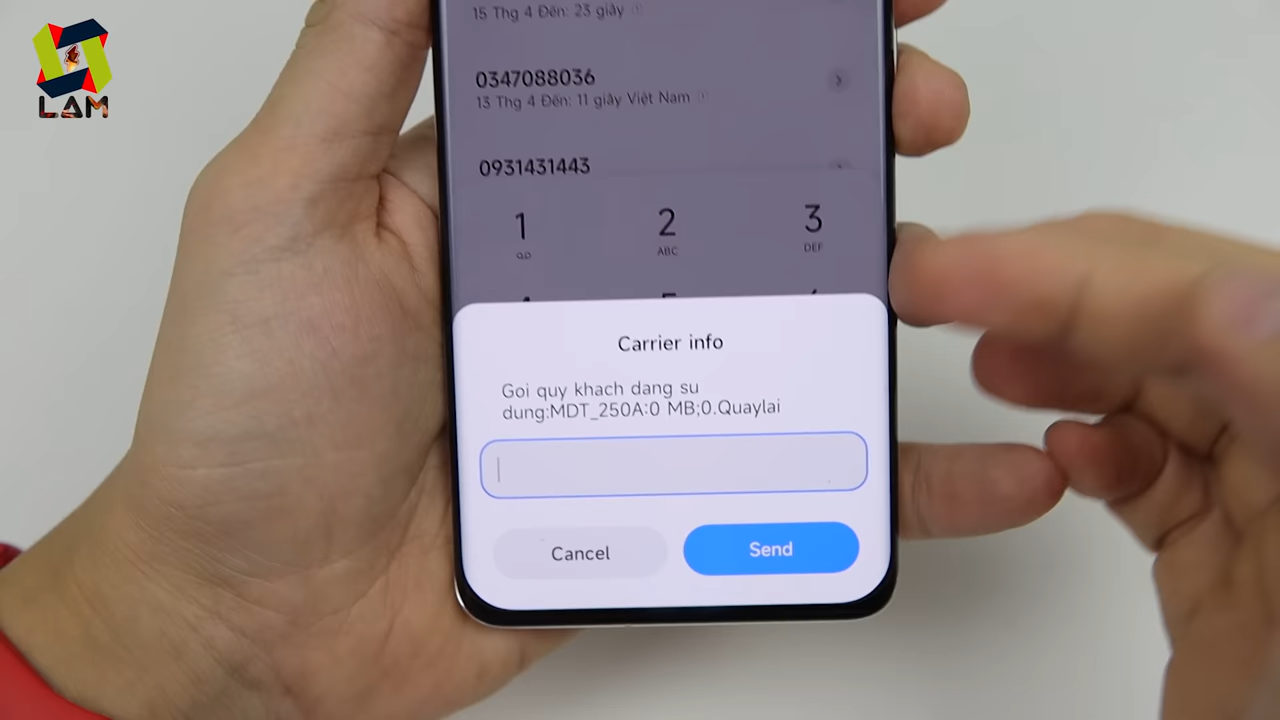 LAM
15 Thg 4 Đến: 23 giây
0347088036
13 Thg 4 Đến: 11 giây Việt Nam
0931431443
1 2 3
ABC DEF
Carrier info
Goi quy khach dang su
dung:MDT_250A:0 MB;0.Quaylai
Cancel Send